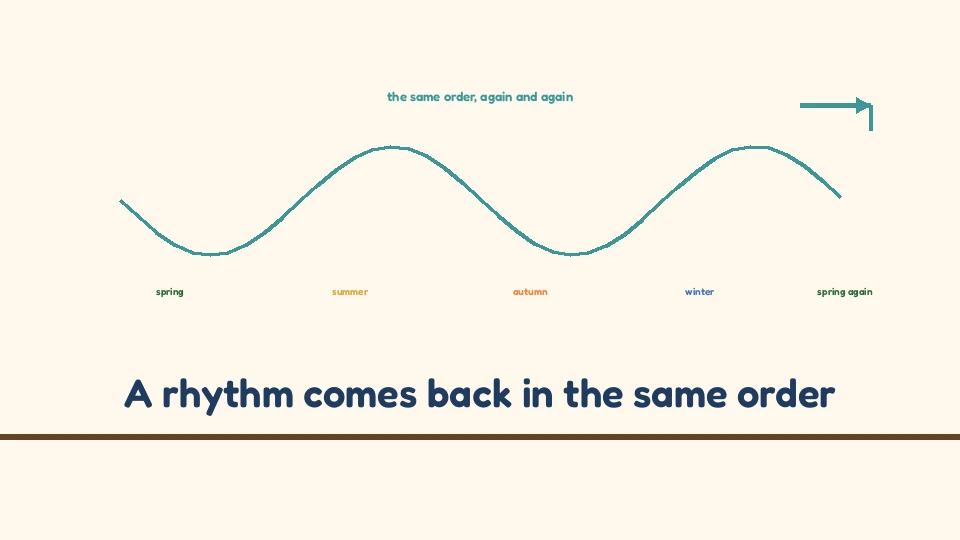 the same order, again and again
spring summer autumn winter spring again
A rhythm comes back in the same order